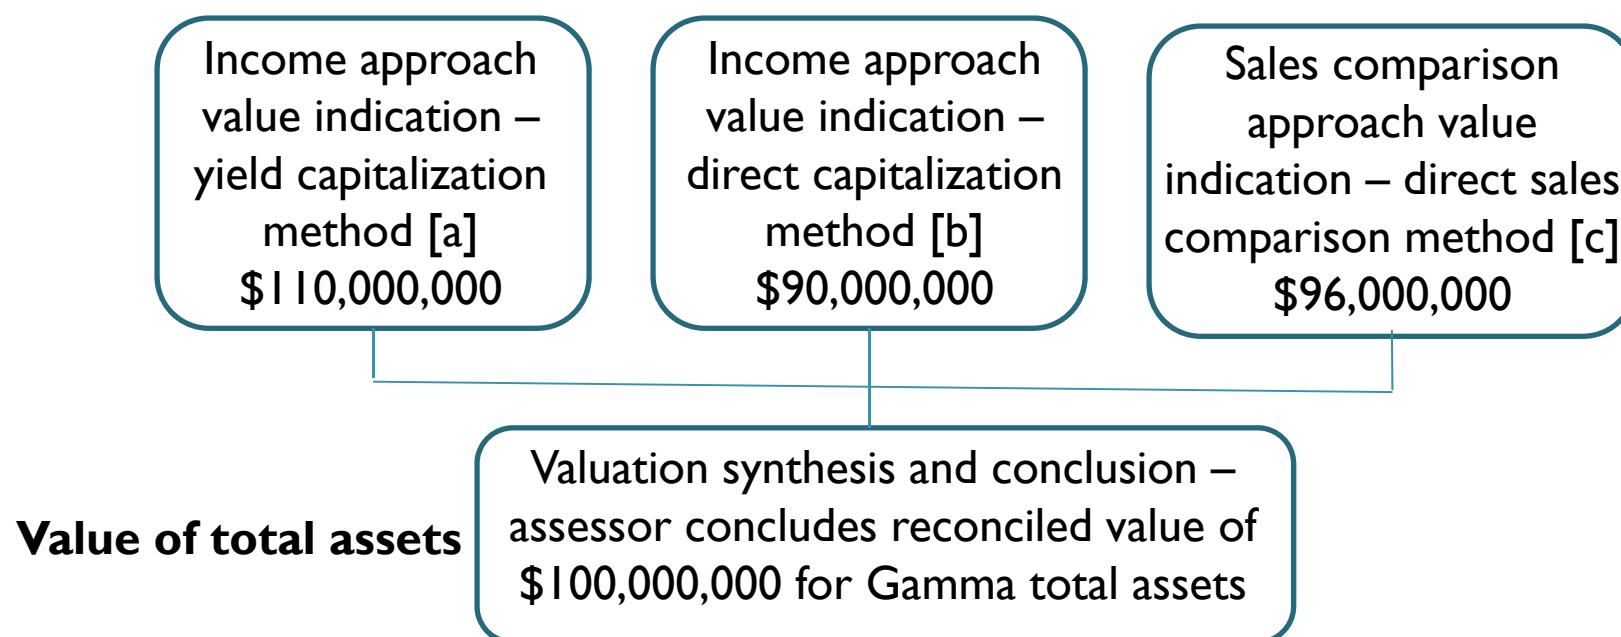 Income approach
value indication –
yield capitalization
method [a]
$110,000,000
Income approach
value indication –
direct capitalization
method [b]
$90,000,000
Sales comparison
approach value
indication – direct sales
comparison method [c]
$96,000,000
Valuation synthesis and conclusion –
assessor concludes reconciled value of
$100,000,000 for Gamma total assets
Value of total assets